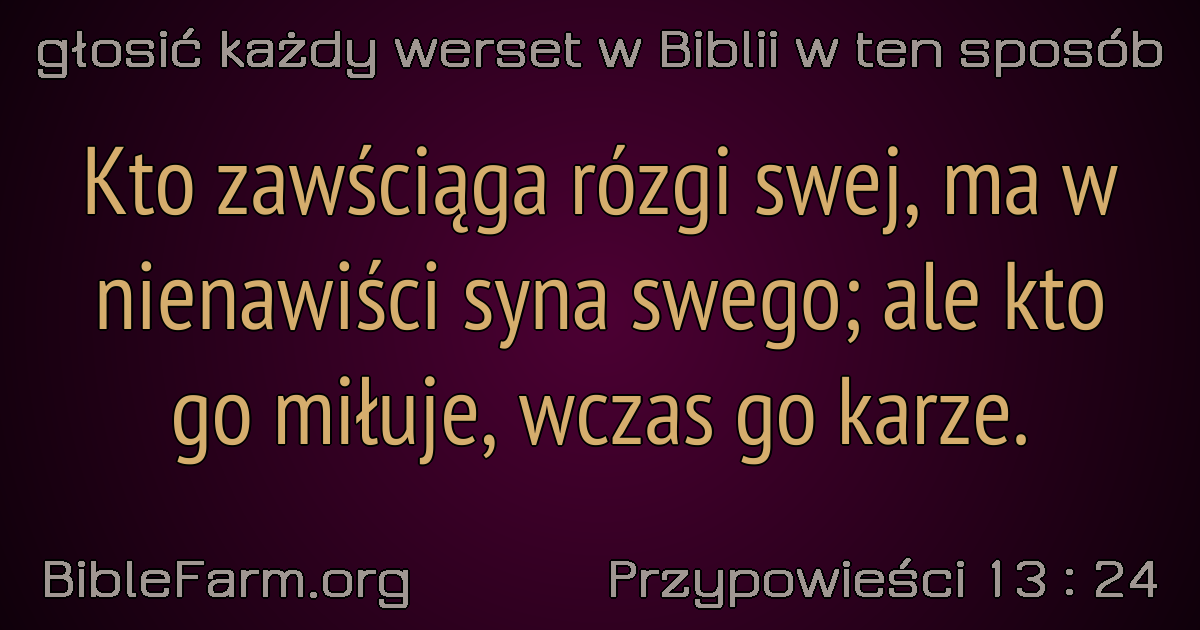 głosić każdy werset w Biblii w ten sposób
Kto zawściąga rózgi swej, ma w
nienawiści syna swego; ale kto
go miłuje, wczas go karze.
BibleFarm.org
Przypowieści 13 : 24